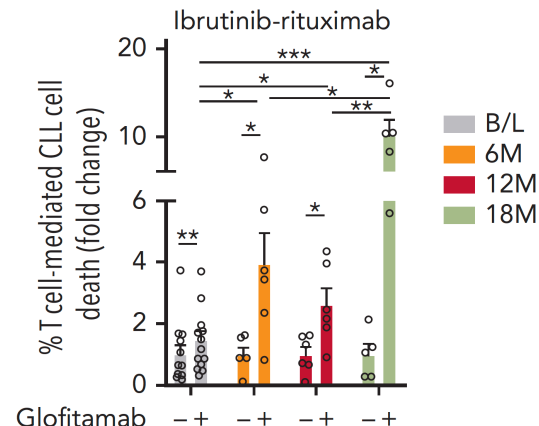 Ibrutinib-rituximab
% T cell-mediated CLL cell
death (fold change)
20
10
6
4
2
0
***
*
*
*
*
**
*
**
*
B/L
6M
12M
18M
Glofitamab − + − + − + − +